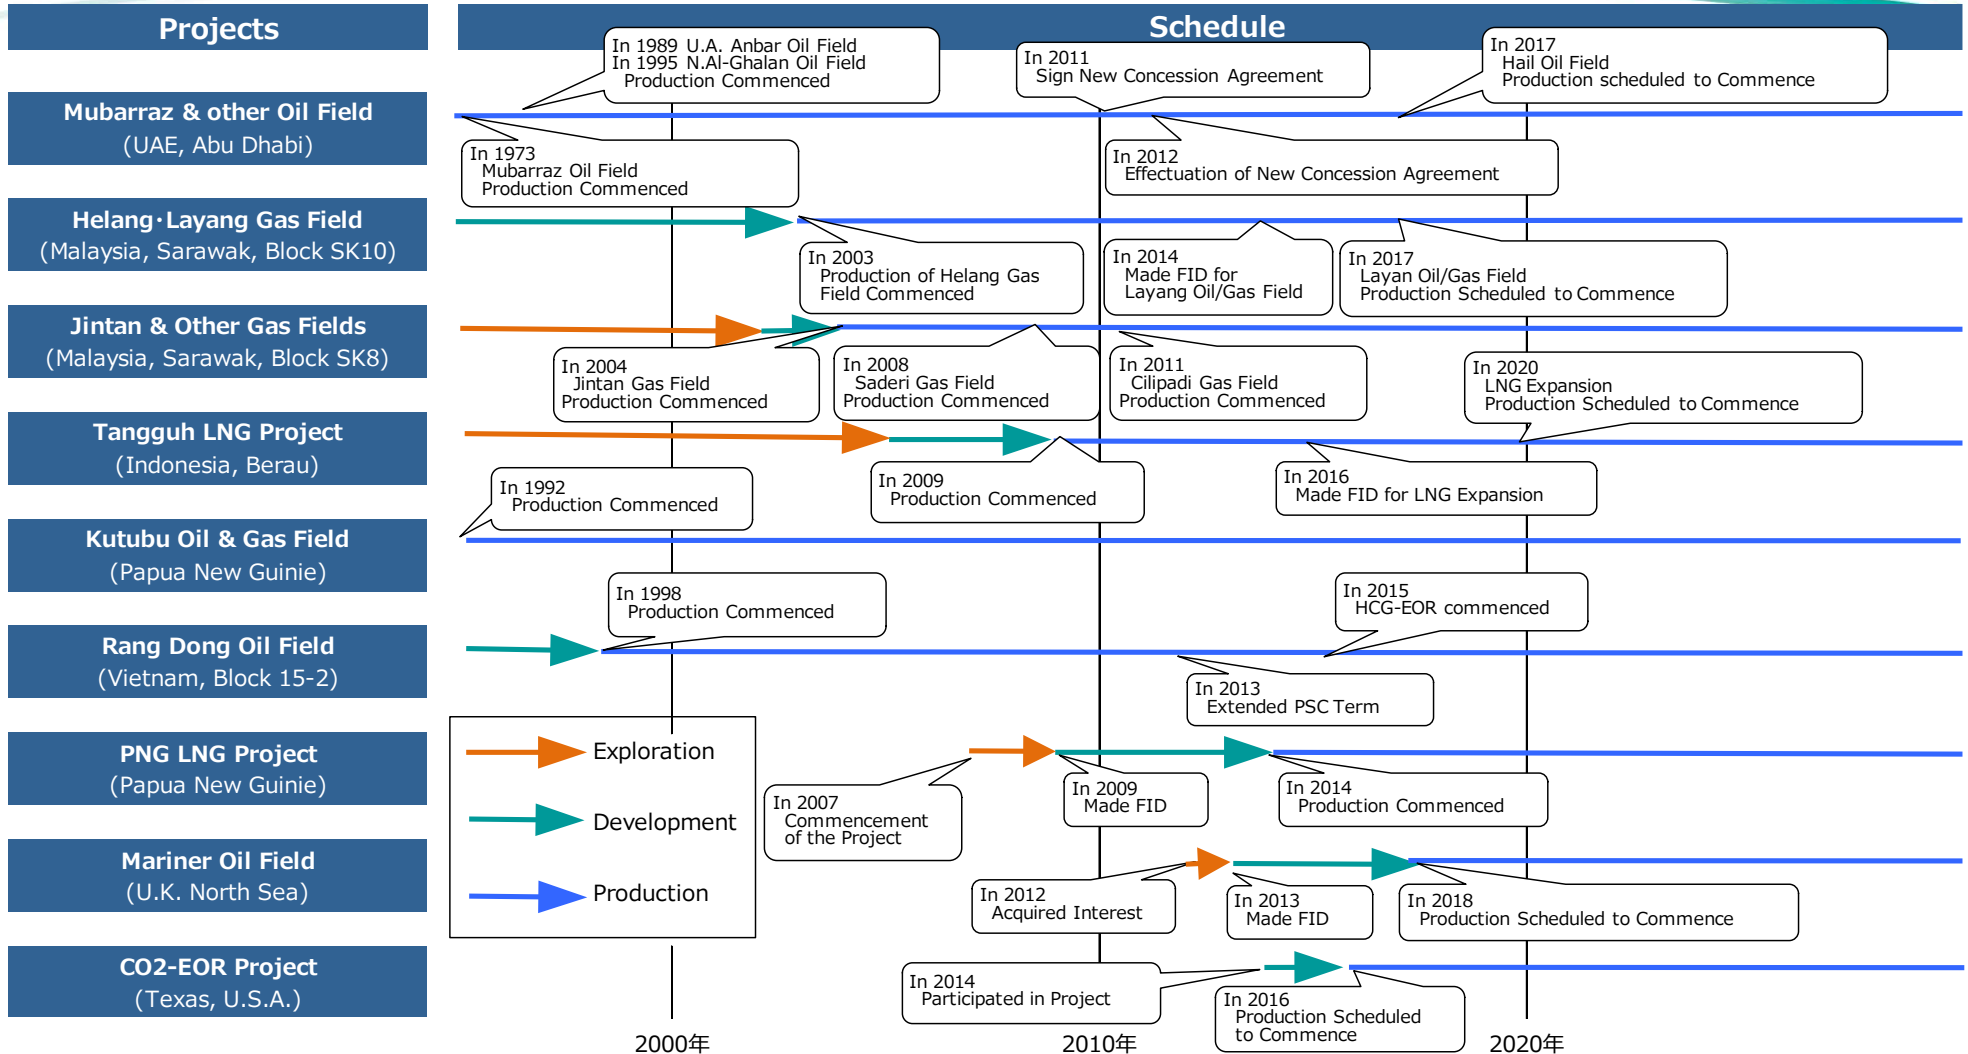 Projects
Schedule
In 1989 U.A. Anbar Oil Field
In 1995 N.Al-Ghalan Oil Field
Production Commenced
In 2011
Sign New Concession Agreement
In 2017
Hail Oil Field
Production scheduled to Commence
Mubarraz & other Oil Field
(UAE, Abu Dhabi)
In 1973
Mubarraz Oil Field
Production Commenced
In 2012
Effectuation of New Concession Agreement
Helang･Layang Gas Field
(Malaysia, Sarawak, Block SK10)
In 2003
Production of Helang Gas
Field Commenced
In 2014
Made FID for
Layang Oil/Gas Field
In 2017
Layan Oil/Gas Field
Production Scheduled to Commence
Jintan & Other Gas Fields
(Malaysia, Sarawak, Block SK8)
In 2004
Jintan Gas Field
Production Commenced
In 2008
Saderi Gas Field
Production Commenced
In 2011
Cilipadi Gas Field
Production Commenced
In 2020
LNG Expansion
Production Scheduled to Commence
Tangguh LNG Project
(Indonesia, Berau)
In 2009
Production Commenced
In 2016
Made FID for LNG Expansion
In 1992
Production Commenced
Kutubu Oil & Gas Field
(Papua New Guinie)
In 1998
Production Commenced
In 2015
HCG-EOR commenced
Rang Dong Oil Field
(Vietnam, Block 15-2)
In 2013
Extended PSC Term
Exploration
Development
Production
PNG LNG Project
(Papua New Guinie)
In 2007
Commencement
of the Project
In 2009
Made FID
In 2014
Production Commenced
Mariner Oil Field
(U.K. North Sea)
In 2012
Acquired Interest
In 2013
Made FID
In 2018
Production Scheduled to Commence
CO2-EOR Project
(Texas, U.S.A.)
In 2014
Participated in Project
In 2016
Production Scheduled
to Commence
2000年
2010年
2020年